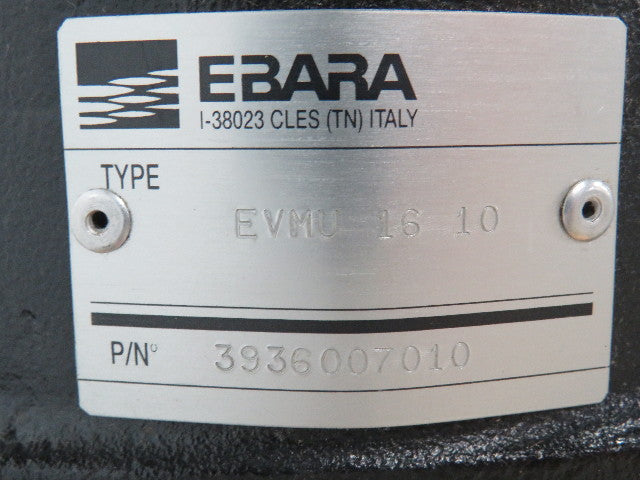 EBARA
I-38023 CLES (TN) ITALY
TYPE
EVMU 16 10
P/N° 3936007010